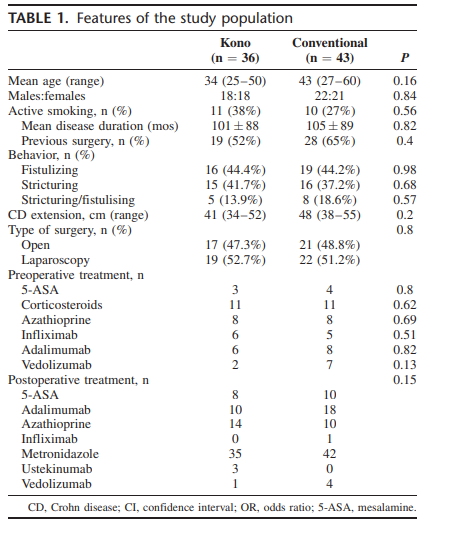 TABLE 1. Features of the study population
Kono Conventional
(n = 36) (n = 43) P
Mean age (range) 34 (25–50) 43 (27–60) 0.16
Males:females 18:18 22:21 0.84
Active smoking, n (%) 11 (38%) 10 (27%) 0.56
Mean disease duration (mos) 101 ± 88 105 ± 89 0.82
Previous surgery, n (%) 19 (52%) 28 (65%) 0.4
Behavior, n (%)
Fistulizing 16 (44.4%) 19 (44.2%) 0.98
Stricturing 15 (41.7%) 16 (37.2%) 0.68
Stricturing/fistulising 5 (13.9%) 8 (18.6%) 0.57
CD extension, cm (range) 41 (34–52) 48 (38–55) 0.2
Type of surgery, n (%) 0.8
Open 17 (47.3%) 21 (48.8%)
Laparoscopy 19 (52.7%) 22 (51.2%)
Preoperative treatment, n
5-ASA 3 4 0.8
Corticosteroids 11 11 0.62
Azathioprine 8 8 0.69
Infliximab 6 5 0.51
Adalimumab 6 8 0.82
Vedolizumab 2 7 0.13
Postoperative treatment, n 0.15
5-ASA 8 10
Adalimumab 10 18
Azathioprine 14 10
Infliximab 0 1
Metronidazole 35 42
Ustekinumab 3 0
Vedolizumab 1 4
CD, Crohn disease; CI, confidence interval; OR, odds ratio; 5-ASA, mesalamine.